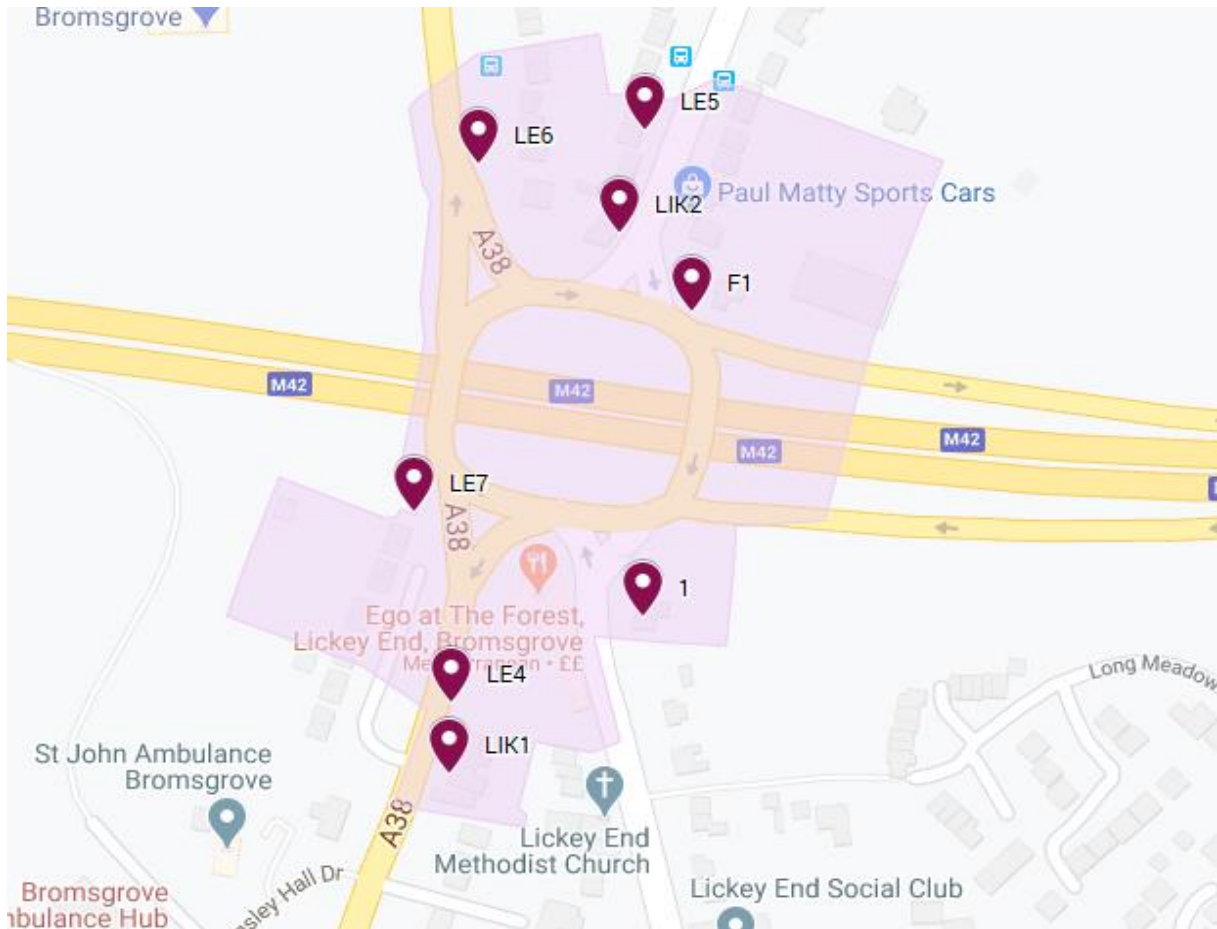 Bromsgrove
LE5
LE6
Paul Matty Sports Cars
LIK2
A38
F1
M42
M42
M42
M42
LE7
A38
1
Ego at The Forest,
Lickey End, Bromsgrove
££
LE4
Long Meadow
LIK1
St John Ambulance
Bromsgrove
A38
Lickey End
Methodist Church
sley Hall Dr
Lickey End Social Club
Bromsgrove
mbulance Hub